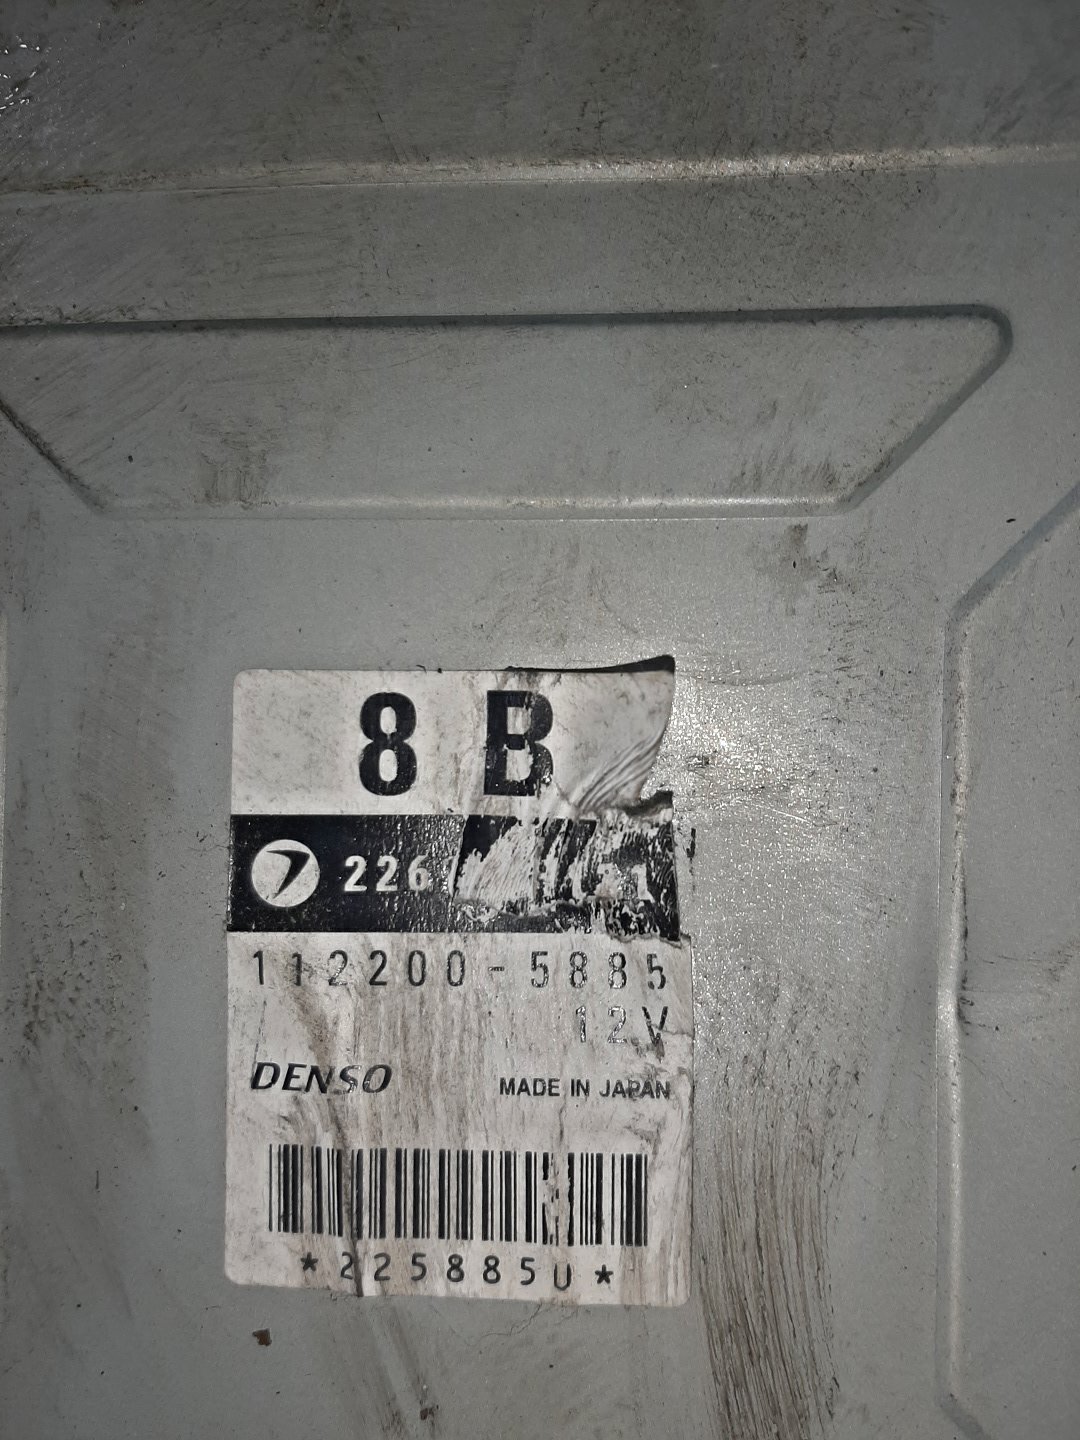 8 B
226
112200-5885
12V
DENSO MADE IN JAPAN
*225885U*